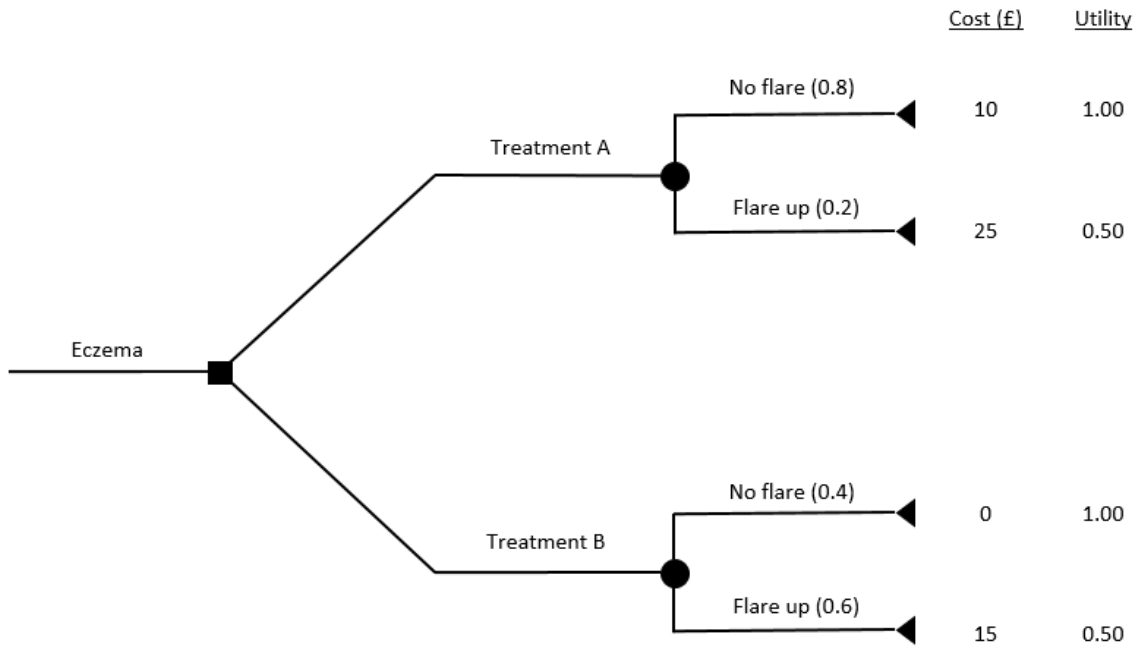 Cost (£) Utility
No flare (0.8) 10 1.00
Treatment A
Flare up (0.2) 25 0.50
Eczema
No flare (0.4) 0 1.00
Treatment B
Flare up (0.6) 15 0.50